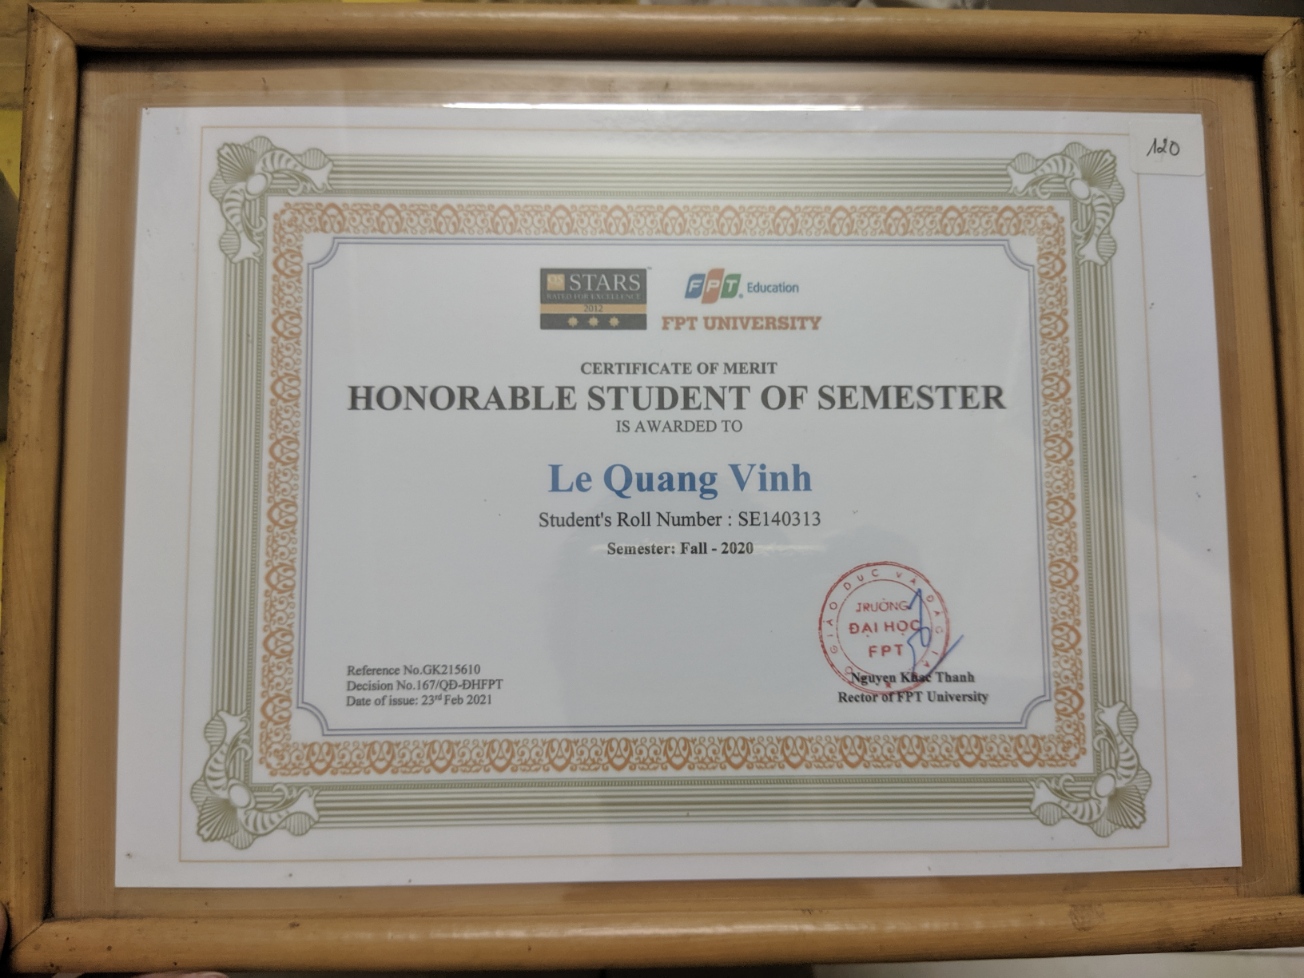 120
QS STARS™
RATED FOR EXCELLENCE
2012
FPT Education
FPT UNIVERSITY
CERTIFICATE OF MERIT
HONORABLE STUDENT OF SEMESTER
IS AWARDED TO
Le Quang Vinh
Student's Roll Number : SE140313
Semester: Fall - 2020
GIÁO DỤC VÀ ĐÀO
TRƯỜNG
ĐẠI HỌC
FPT
Reference No.GK215610
Decision No.167/QĐ-ĐHFPT
Date of issue: 23rd Feb 2021
Nguyen Khac Thanh
Rector of FPT University